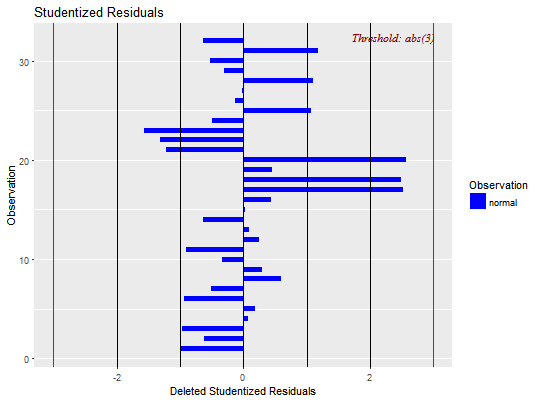 Studentized Residuals
Threshold: abs(3)
30
20
10
0
Observation
-2
0
2
Deleted Studentized Residuals
Observation
normal